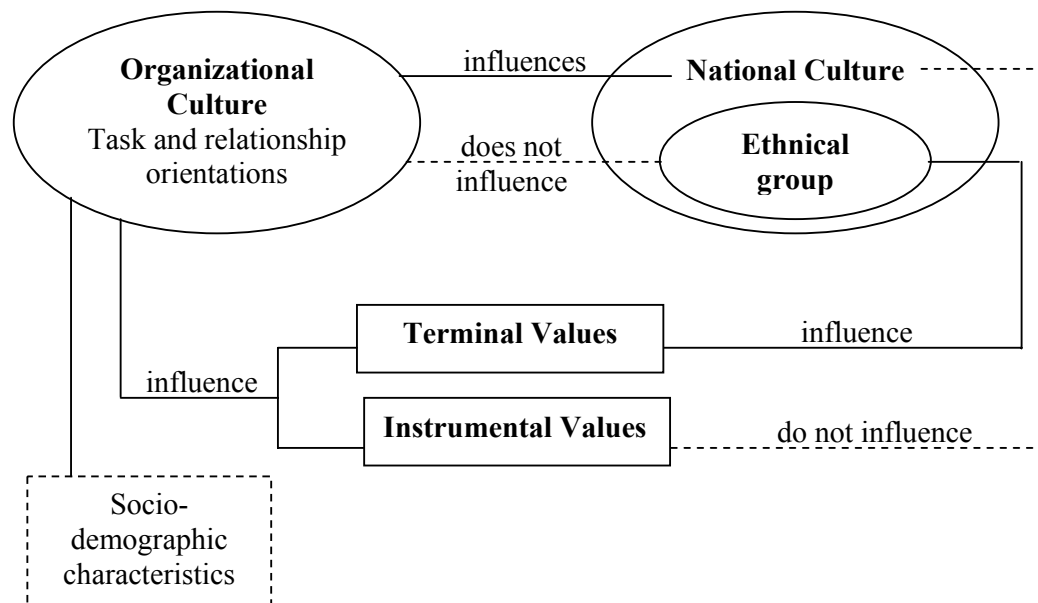 Organizational
Culture
Task and relationship
orientations
influences
National Culture
does not
influence
Ethnical
group
Terminal Values
influence
influence
Instrumental Values
do not influence
Socio-
demographic
characteristics